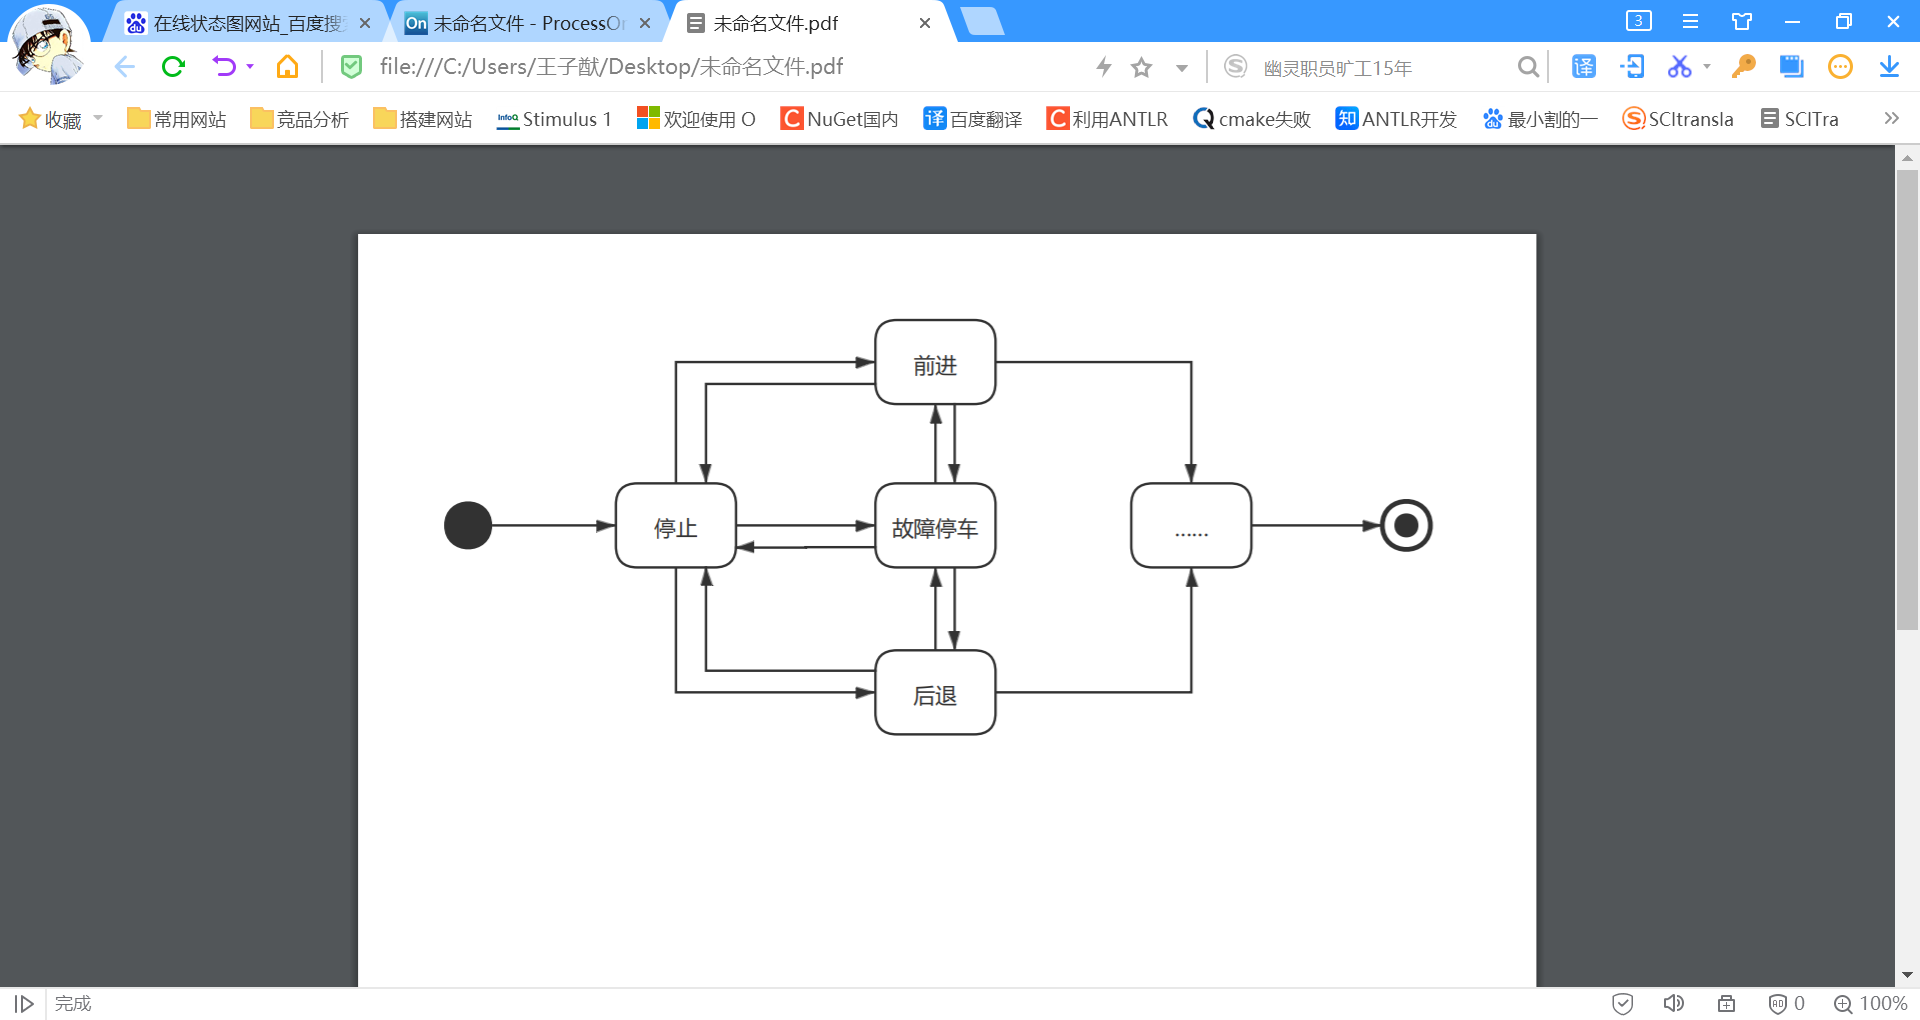 在线状态图网站_百度搜索
未命名文件 - ProcessOn
未命名文件.pdf
3
file:///C:/Users/王子猷/Desktop/未命名文件.pdf
幽灵职员旷工15年
译
收藏
常用网站
竞品分析
搭建网站
InfoQ
Stimulus 1
欢迎使用 O
C NuGet国内
译 百度翻译
C 利用ANTLR
cmake失败
知 ANTLR开发
最小割的一
SCItransla
SCITra
前进
停止
故障停车
......
后退
完成
0
100%